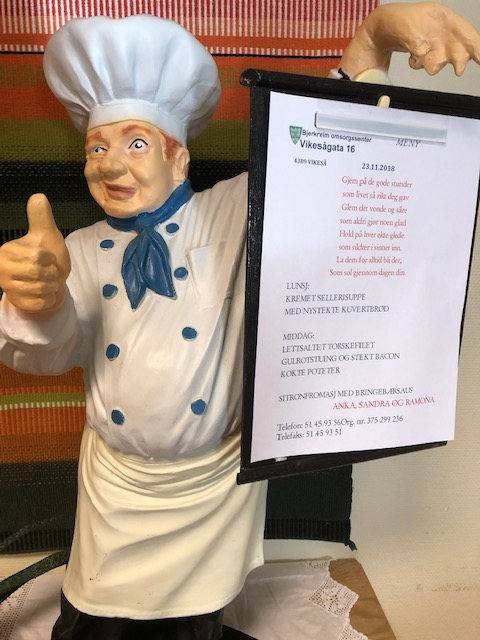 Bjerkreim omsorgssenter
MENY
Vikesågata 16
4389 VIKESÅ
23.11.2018
Gjem på de gode stunder
som livet så rikt deg gav
Glem det vonde og såre
som aldri gjør noen glad
Hold på hver økte glede
som sildrer i sinnet inn.
La dem for alltid bli der,
Som sol gjennom dagen din.
LUNSJ:
KREMET SELLERISUPPE
MED NYSTEKTE KUVERTBRØD
MIDDAG:
LETTSALTET TORSKEFILET
GULROTSTUING OG STEKT BACON
KOKTE POTETER
SITRONFROMASJ MED BRINGEBÆRSAUS
ANKA, SANDRA OG RAMONA
Telefon: 51 45 93 56Org. nr. 375 299 236
Telefaks: 51 45 93 51